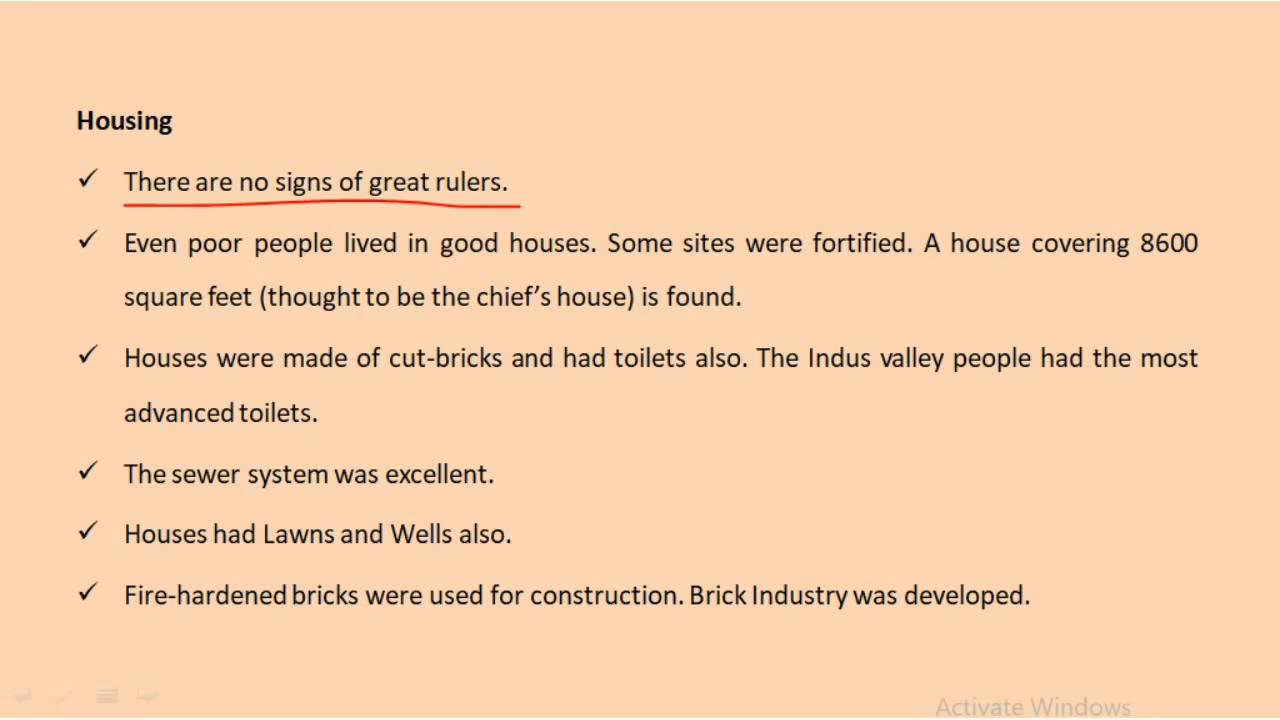 Housing
✓ There are no signs of great rulers.
✓ Even poor people lived in good houses. Some sites were fortified. A house covering 8600
square feet (thought to be the chief’s house) is found.
✓ Houses were made of cut-bricks and had toilets also. The Indus valley people had the most
advanced toilets.
✓ The sewer system was excellent.
✓ Houses had Lawns and Wells also.
✓ Fire-hardened bricks were used for construction. Brick Industry was developed.
Activate Windows